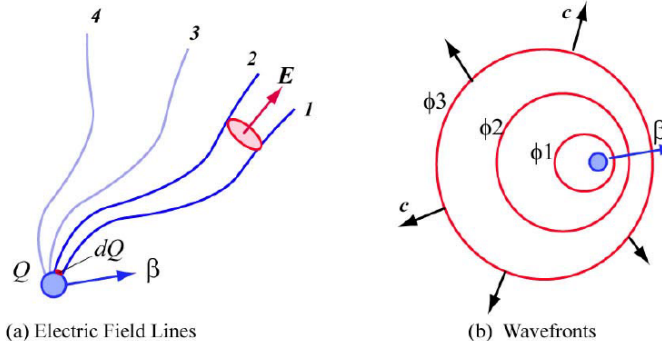 4
3
2
E
1
Q
dQ
β
(a) Electric Field Lines
c
ϕ3
ϕ2
ϕ1
β
c
(b) Wavefronts